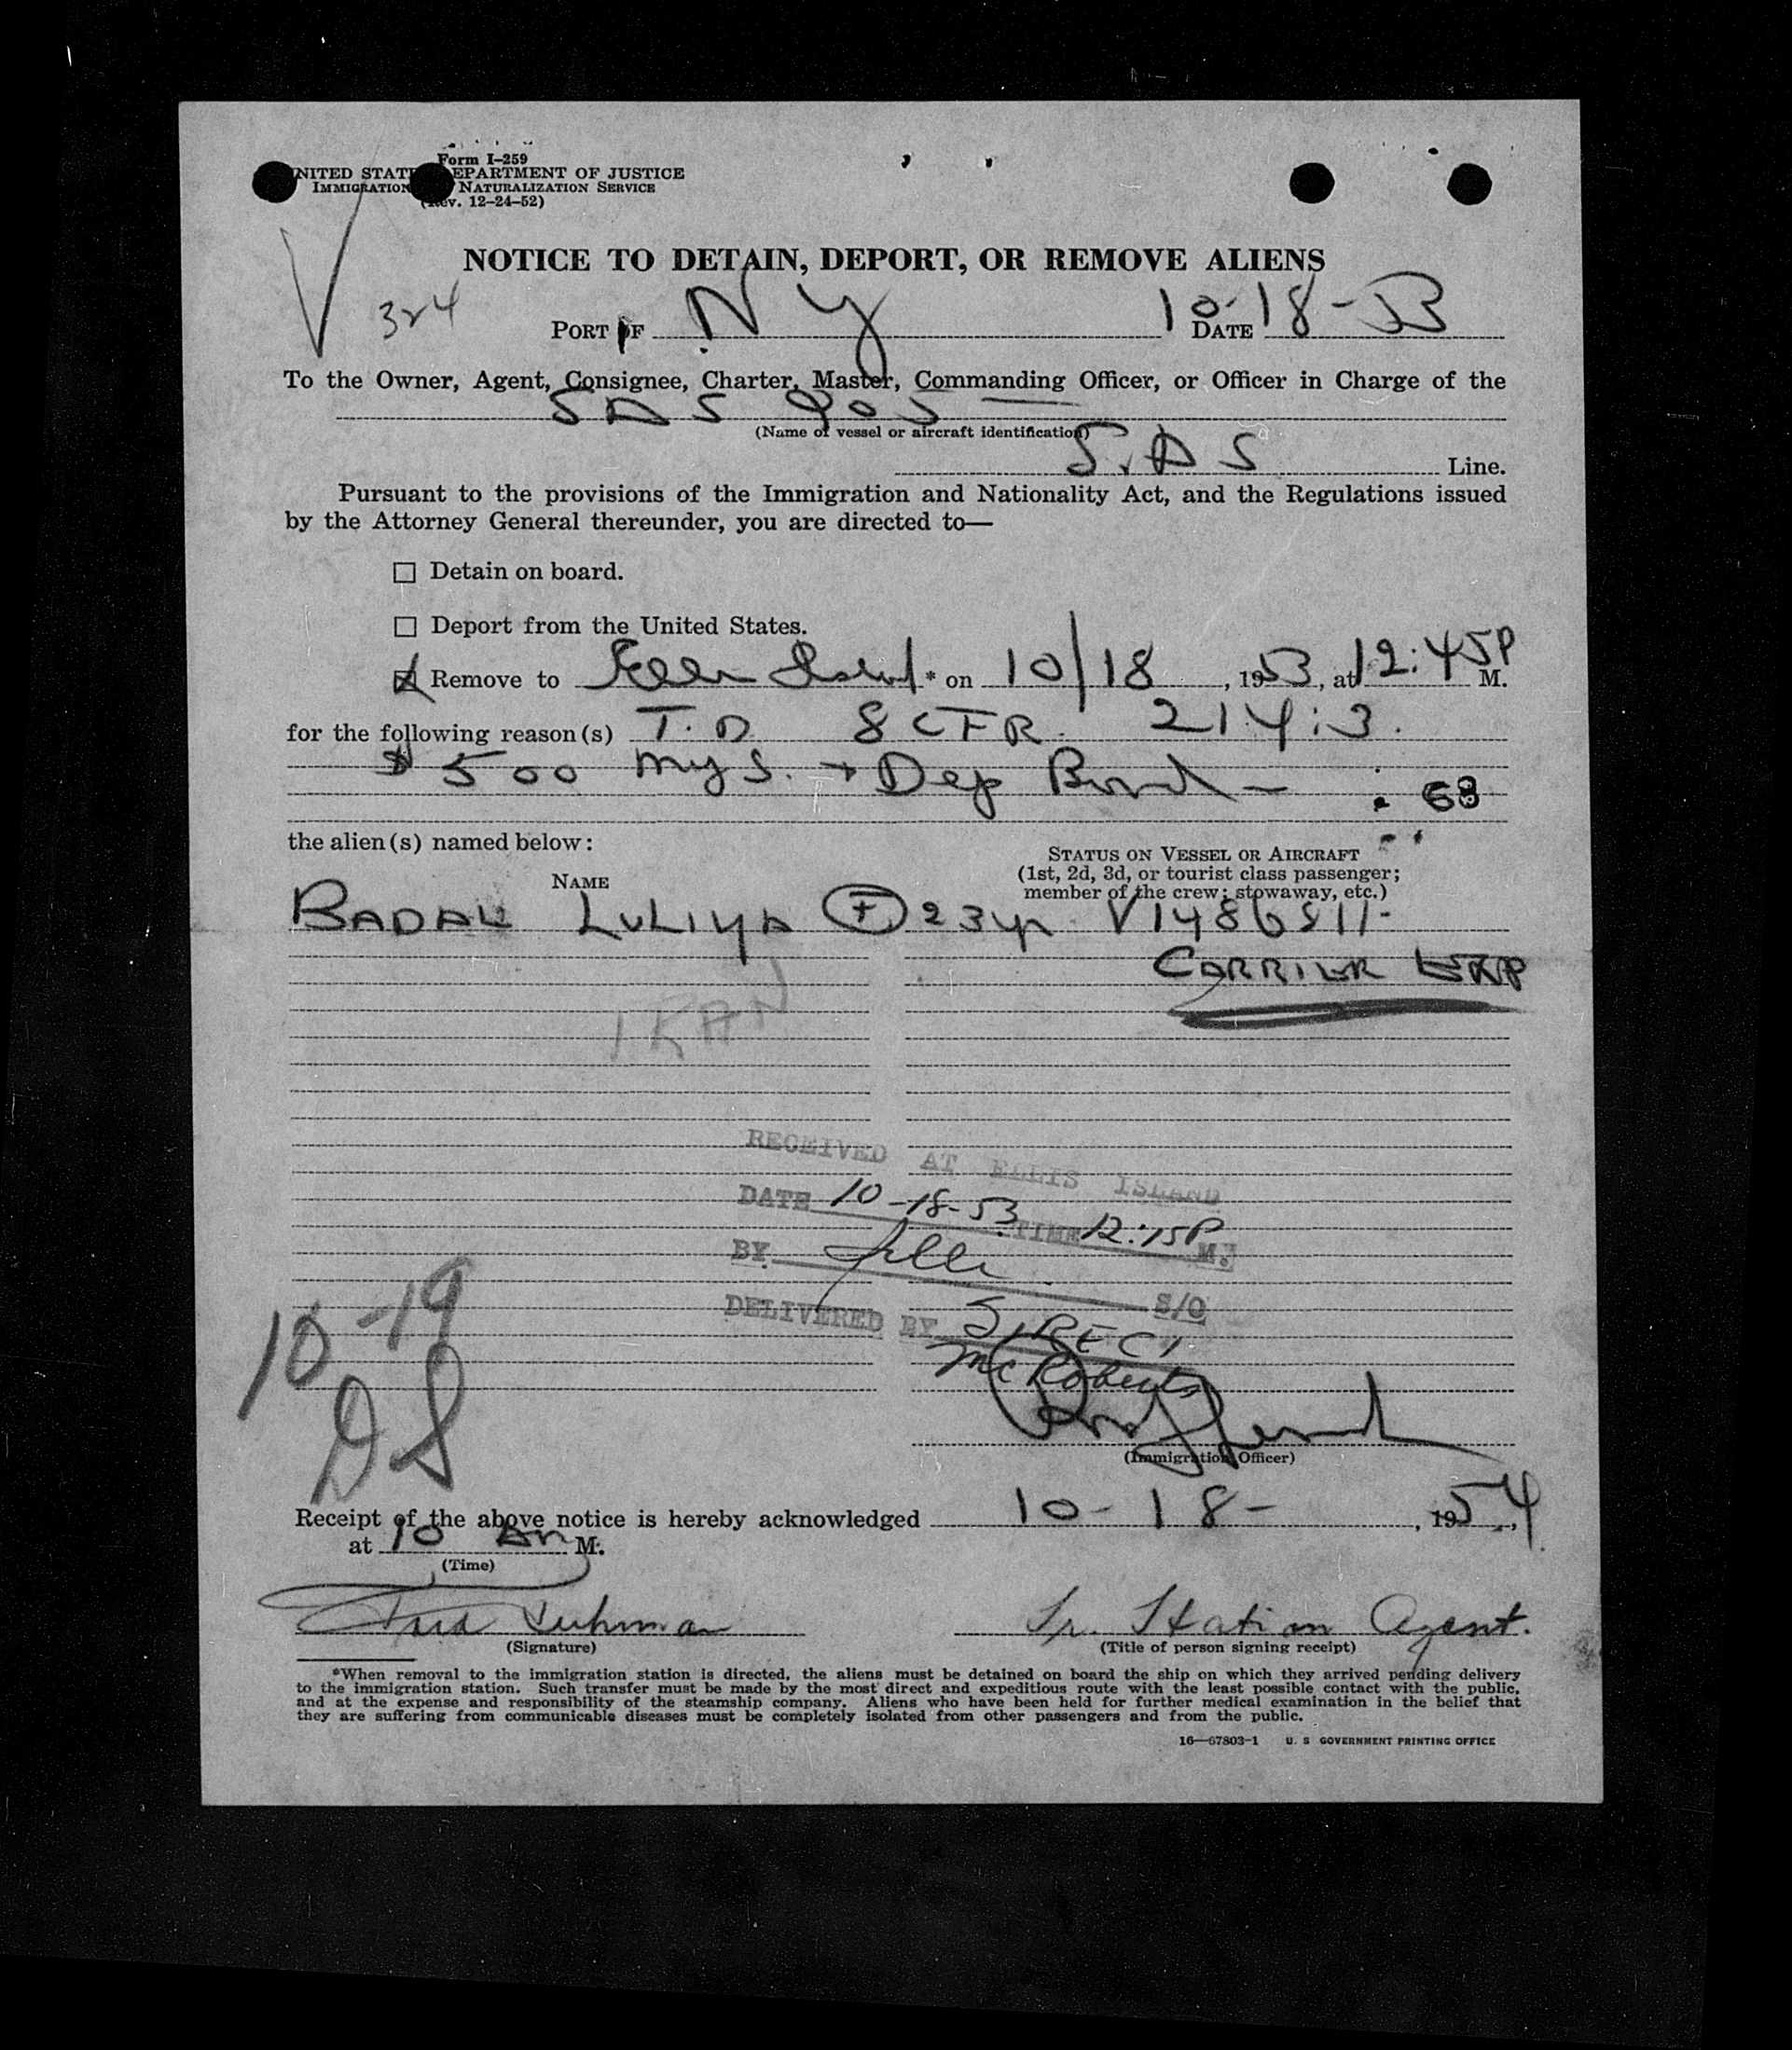 Form I-259
UNITED STATES DEPARTMENT OF JUSTICE
IMMIGRATION NATURALIZATION SERVICE
(Rev. 12-24-52)
NOTICE TO DETAIN, DEPORT, OR REMOVE ALIENS
324
PORT OF N Y 10-18-53 DATE
To the Owner, Agent, Consignee, Charter, Master, Commanding Officer, or Officer in Charge of the
SAS 905
(Name of vessel or aircraft identification)
S.A S Line.
Pursuant to the provisions of the Immigration and Nationality Act, and the Regulations issued
by the Attorney General thereunder, you are directed to—
☐ Detain on board.
☐ Deport from the United States.
☒ Remove to Ellis Island * on 10/18, 1953, at 12:45P M.
for the following reason(s) T.D 8 CFR 214.3.
$500 + Dep Bond —
68
the alien(s) named below:
STATUS ON VESSEL OR AIRCRAFT
(1st, 2d, 3d, or tourist class passenger;
member of the crew; stowaway, etc.)
NAME
BADAL LULIYA F 23yr V1486811-
CARRIER EXP
IRAN
RECEIVED AT ELLIS ISLAND
DATE 10-18-53 TIME 12:15P M.
BY S/O
DELIVERED BY
McRoberts
10-19
DS
(Immigration Officer)
Receipt of the above notice is hereby acknowledged 10-18-, 1954.
at 10 AM M.
(Time)
Sr. Station Agent.
(Signature) (Title of person signing receipt)
*When removal to the immigration station is directed, the aliens must be detained on board the ship on which they arrived pending delivery
to the immigration station. Such transfer must be made by the most direct and expeditious route with the least possible contact with the public,
and at the expense and responsibility of the steamship company. Aliens who have been held for further medical examination in the belief that
they are suffering from communicable diseases must be completely isolated from other passengers and from the public.
16—67803-1 U. S GOVERNMENT PRINTING OFFICE